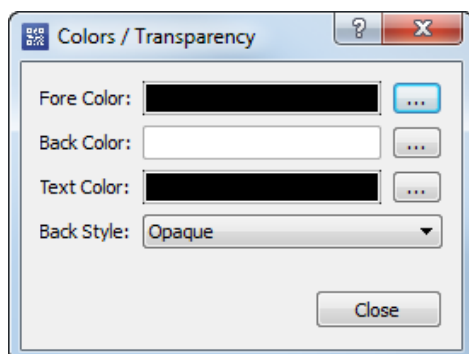 Colors / Transparency
Fore Color: ...
Back Color: ...
Text Color: ...
Back Style: Opaque
Close